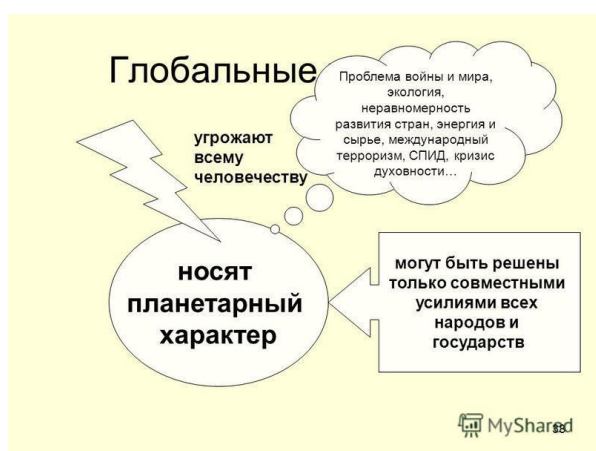 Глобальные
Проблема войны и мира,
экология,
неравномерность
развития стран, энергия и
сырье, международный
терроризм, СПИД, кризис
духовности…
угрожают
всему
человечеству
носят
планетарный
характер
могут быть решены
только совместными
усилиями всех
народов и
государств
MyShared